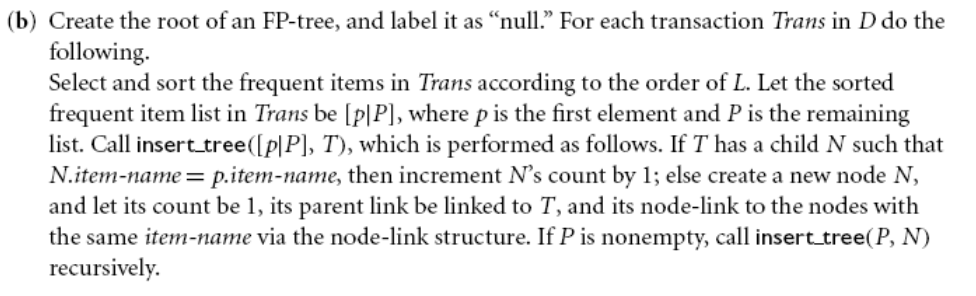 (b) Create the root of an FP-tree, and label it as “null.” For each transaction Trans in D do the
following.
Select and sort the frequent items in Trans according to the order of L. Let the sorted
frequent item list in Trans be [p|P], where p is the first element and P is the remaining
list. Call insert_tree([p|P], T), which is performed as follows. If T has a child N such that
N.item-name = p.item-name, then increment N’s count by 1; else create a new node N,
and let its count be 1, its parent link be linked to T, and its node-link to the nodes with
the same item-name via the node-link structure. If P is nonempty, call insert_tree(P, N)
recursively.